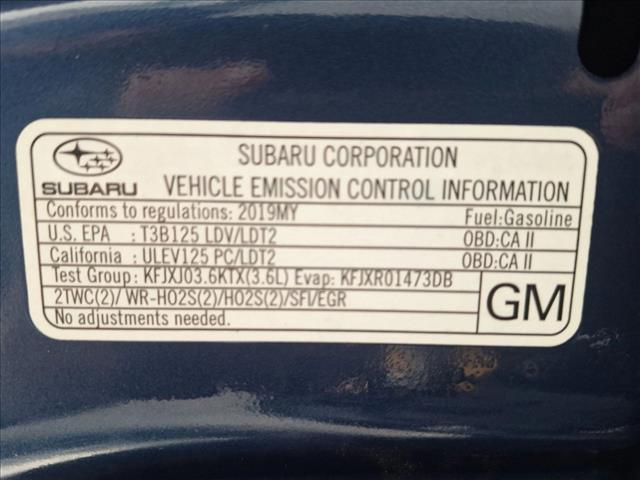 SUBARU CORPORATION
SUBARU VEHICLE EMISSION CONTROL INFORMATION
Conforms to regulations: 2019MY Fuel:Gasoline
U.S. EPA : T3B125 LDV/LDT2 OBD:CA II
California : ULEV125 PC/LDT2 OBD:CA II
Test Group: KFJXJ03.6KTX(3.6L) Evap: KFJXR01473DB
2TWC(2)/ WR-HO2S(2)/HO2S(2)/SFI/EGR
GM
No adjustments needed.